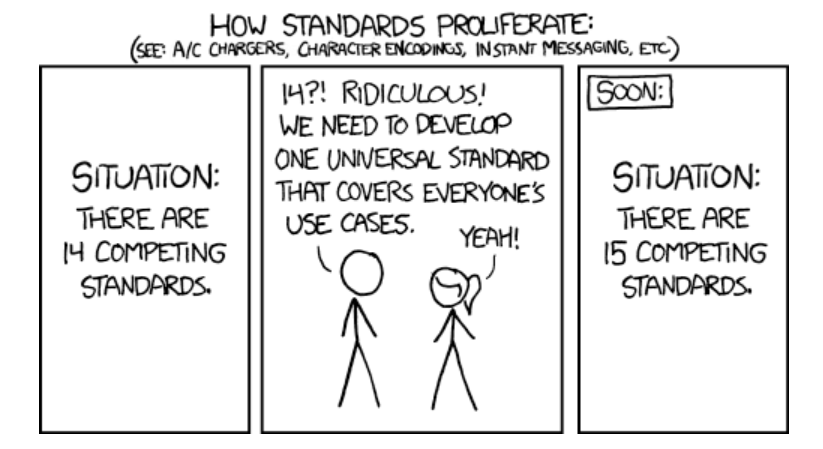 HOW STANDARDS PROLIFERATE:
(SEE: A/C CHARGERS, CHARACTER ENCODINGS, INSTANT MESSAGING, ETC.)
SITUATION:
THERE ARE
14 COMPETING
STANDARDS.
14?! RIDICULOUS!
WE NEED TO DEVELOP
ONE UNIVERSAL STANDARD
THAT COVERS EVERYONE'S
USE CASES.
YEAH!
SOON:
SITUATION:
THERE ARE
15 COMPETING
STANDARDS.